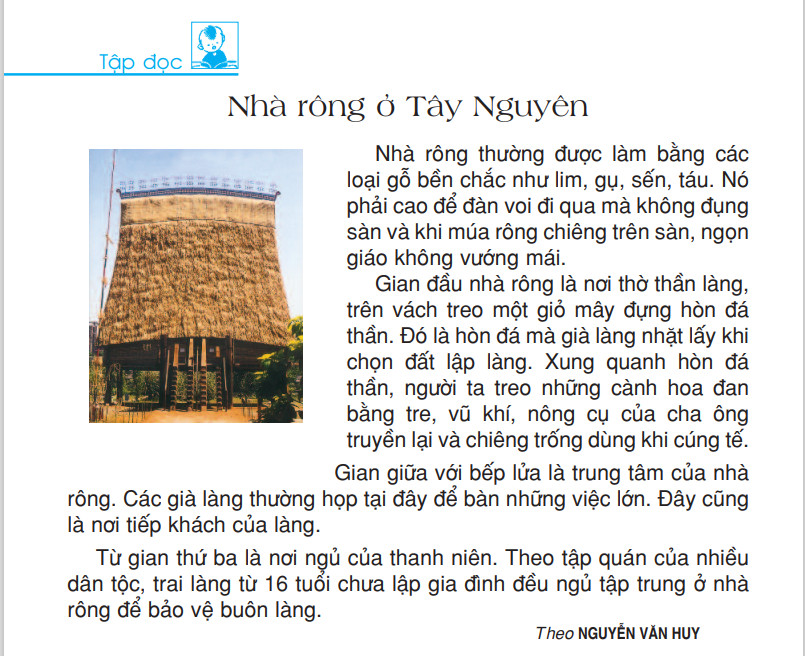 Tập đọc
Nhà rông ở Tây Nguyên
Nhà rông thường được làm bằng các
loại gỗ bền chắc như lim, gụ, sến, táu. Nó
phải cao để đàn voi đi qua mà không đụng
sàn và khi múa rông chiêng trên sàn, ngọn
giáo không vướng mái.
Gian đầu nhà rông là nơi thờ thần làng,
trên vách treo một giỏ mây đựng hòn đá
thần. Đó là hòn đá mà già làng nhặt lấy khi
chọn đất lập làng. Xung quanh hòn đá
thần, người ta treo những cành hoa đan
bằng tre, vũ khí, nông cụ của cha ông
truyền lại và chiêng trống dùng khi cúng tế.
Gian giữa với bếp lửa là trung tâm của nhà
rông. Các già làng thường họp tại đây để bàn những việc lớn. Đây cũng
là nơi tiếp khách của làng.
Từ gian thứ ba là nơi ngủ của thanh niên. Theo tập quán của nhiều
dân tộc, trai làng từ 16 tuổi chưa lập gia đình đều ngủ tập trung ở nhà
rông để bảo vệ buôn làng.
Theo NGUYỄN VĂN HUY